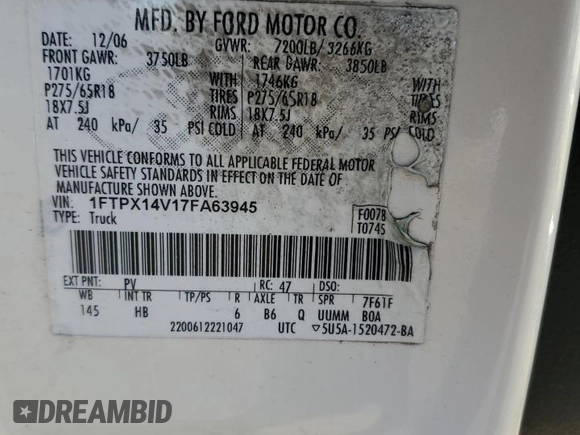 MFD. BY FORD MOTOR CO.
DATE: 12/06 GVWR: 7200LB/ 3266KG
FRONT GAWR: 3750LB REAR GAWR: 3850LB
1701KG WITH 1746KG WITH
P275/65R18 TIRES P275/65R18 TIRES
18X7.5J RIMS 18X7.5J RIMS
AT 240 kPa/ 35 PSI COLD AT 240 kPa/ 35 PSI COLD
THIS VEHICLE CONFORMS TO ALL APPLICABLE FEDERAL MOTOR
VEHICLE SAFETY STANDARDS IN EFFECT ON THE DATE OF
MANUFACTURE SHOWN ABOVE.
VIN: 1FTPX14V17FA63945
TYPE: Truck
F0078
T0745
EXT PNT: PV RC: 47 DSO:
WB INT TR TP/PS R AXLE TR SPR 7F61F
145 HB 6 B6 Q UUMM BOA
2200612221047 UTC 5U5A-1520472-BA
DREAMBID